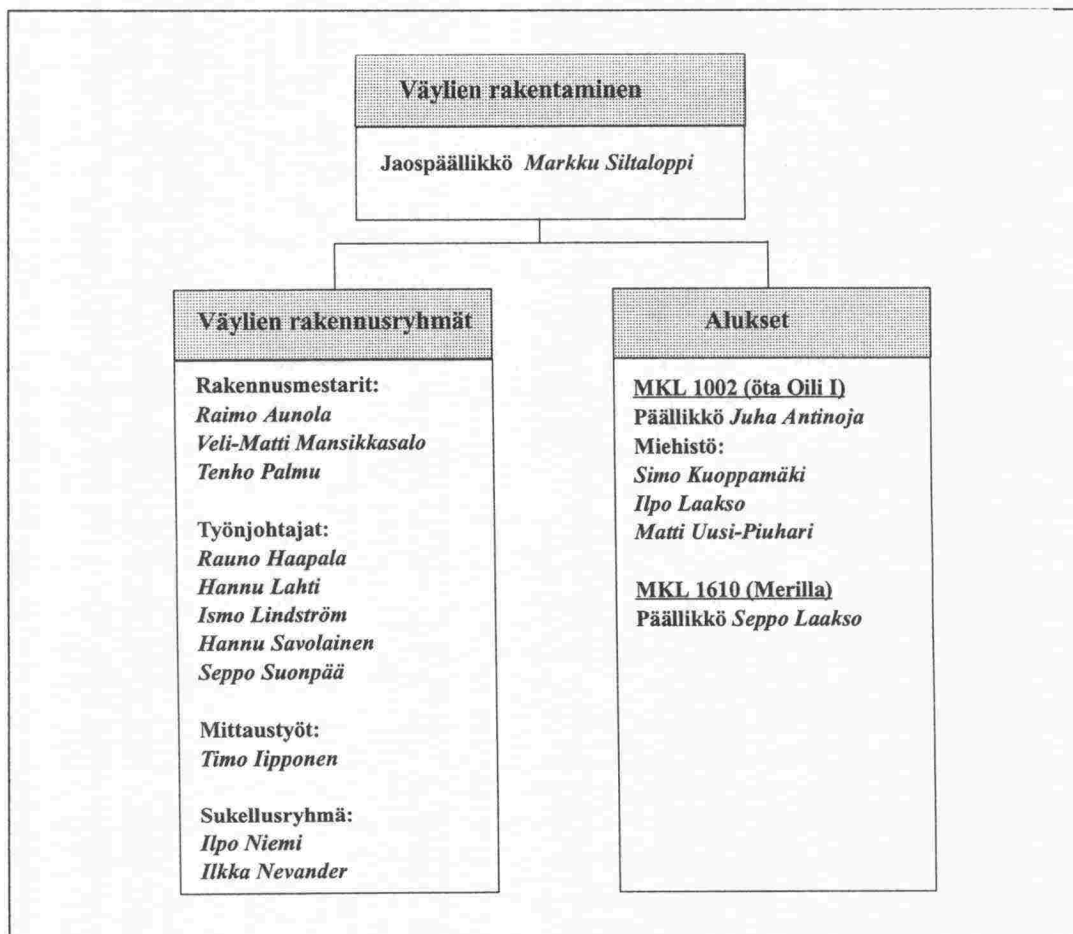 Väylien rakentaminen
Jaospäällikkö Markku Siltaloppi
Väylien rakennusryhmät
Rakennusmestarit:
Raimo Aunola
Veli-Matti Mansikkasalo
Tenho Palmu
Työnjohtajat:
Rauno Haapala
Hannu Lahti
Ismo Lindström
Hannu Savolainen
Seppo Suonpää
Mittaustyöt:
Timo Iipponen
Sukellusryhmä:
Ilpo Niemi
Ilkka Nevander
Alukset
MKL 1002 (öta Oili I)
Päällikkö Juha Antinoja
Miehistö:
Simo Kuoppamäki
Ilpo Laakso
Matti Uusi-Piuhari
MKL 1610 (Merilla)
Päällikkö Seppo Laakso